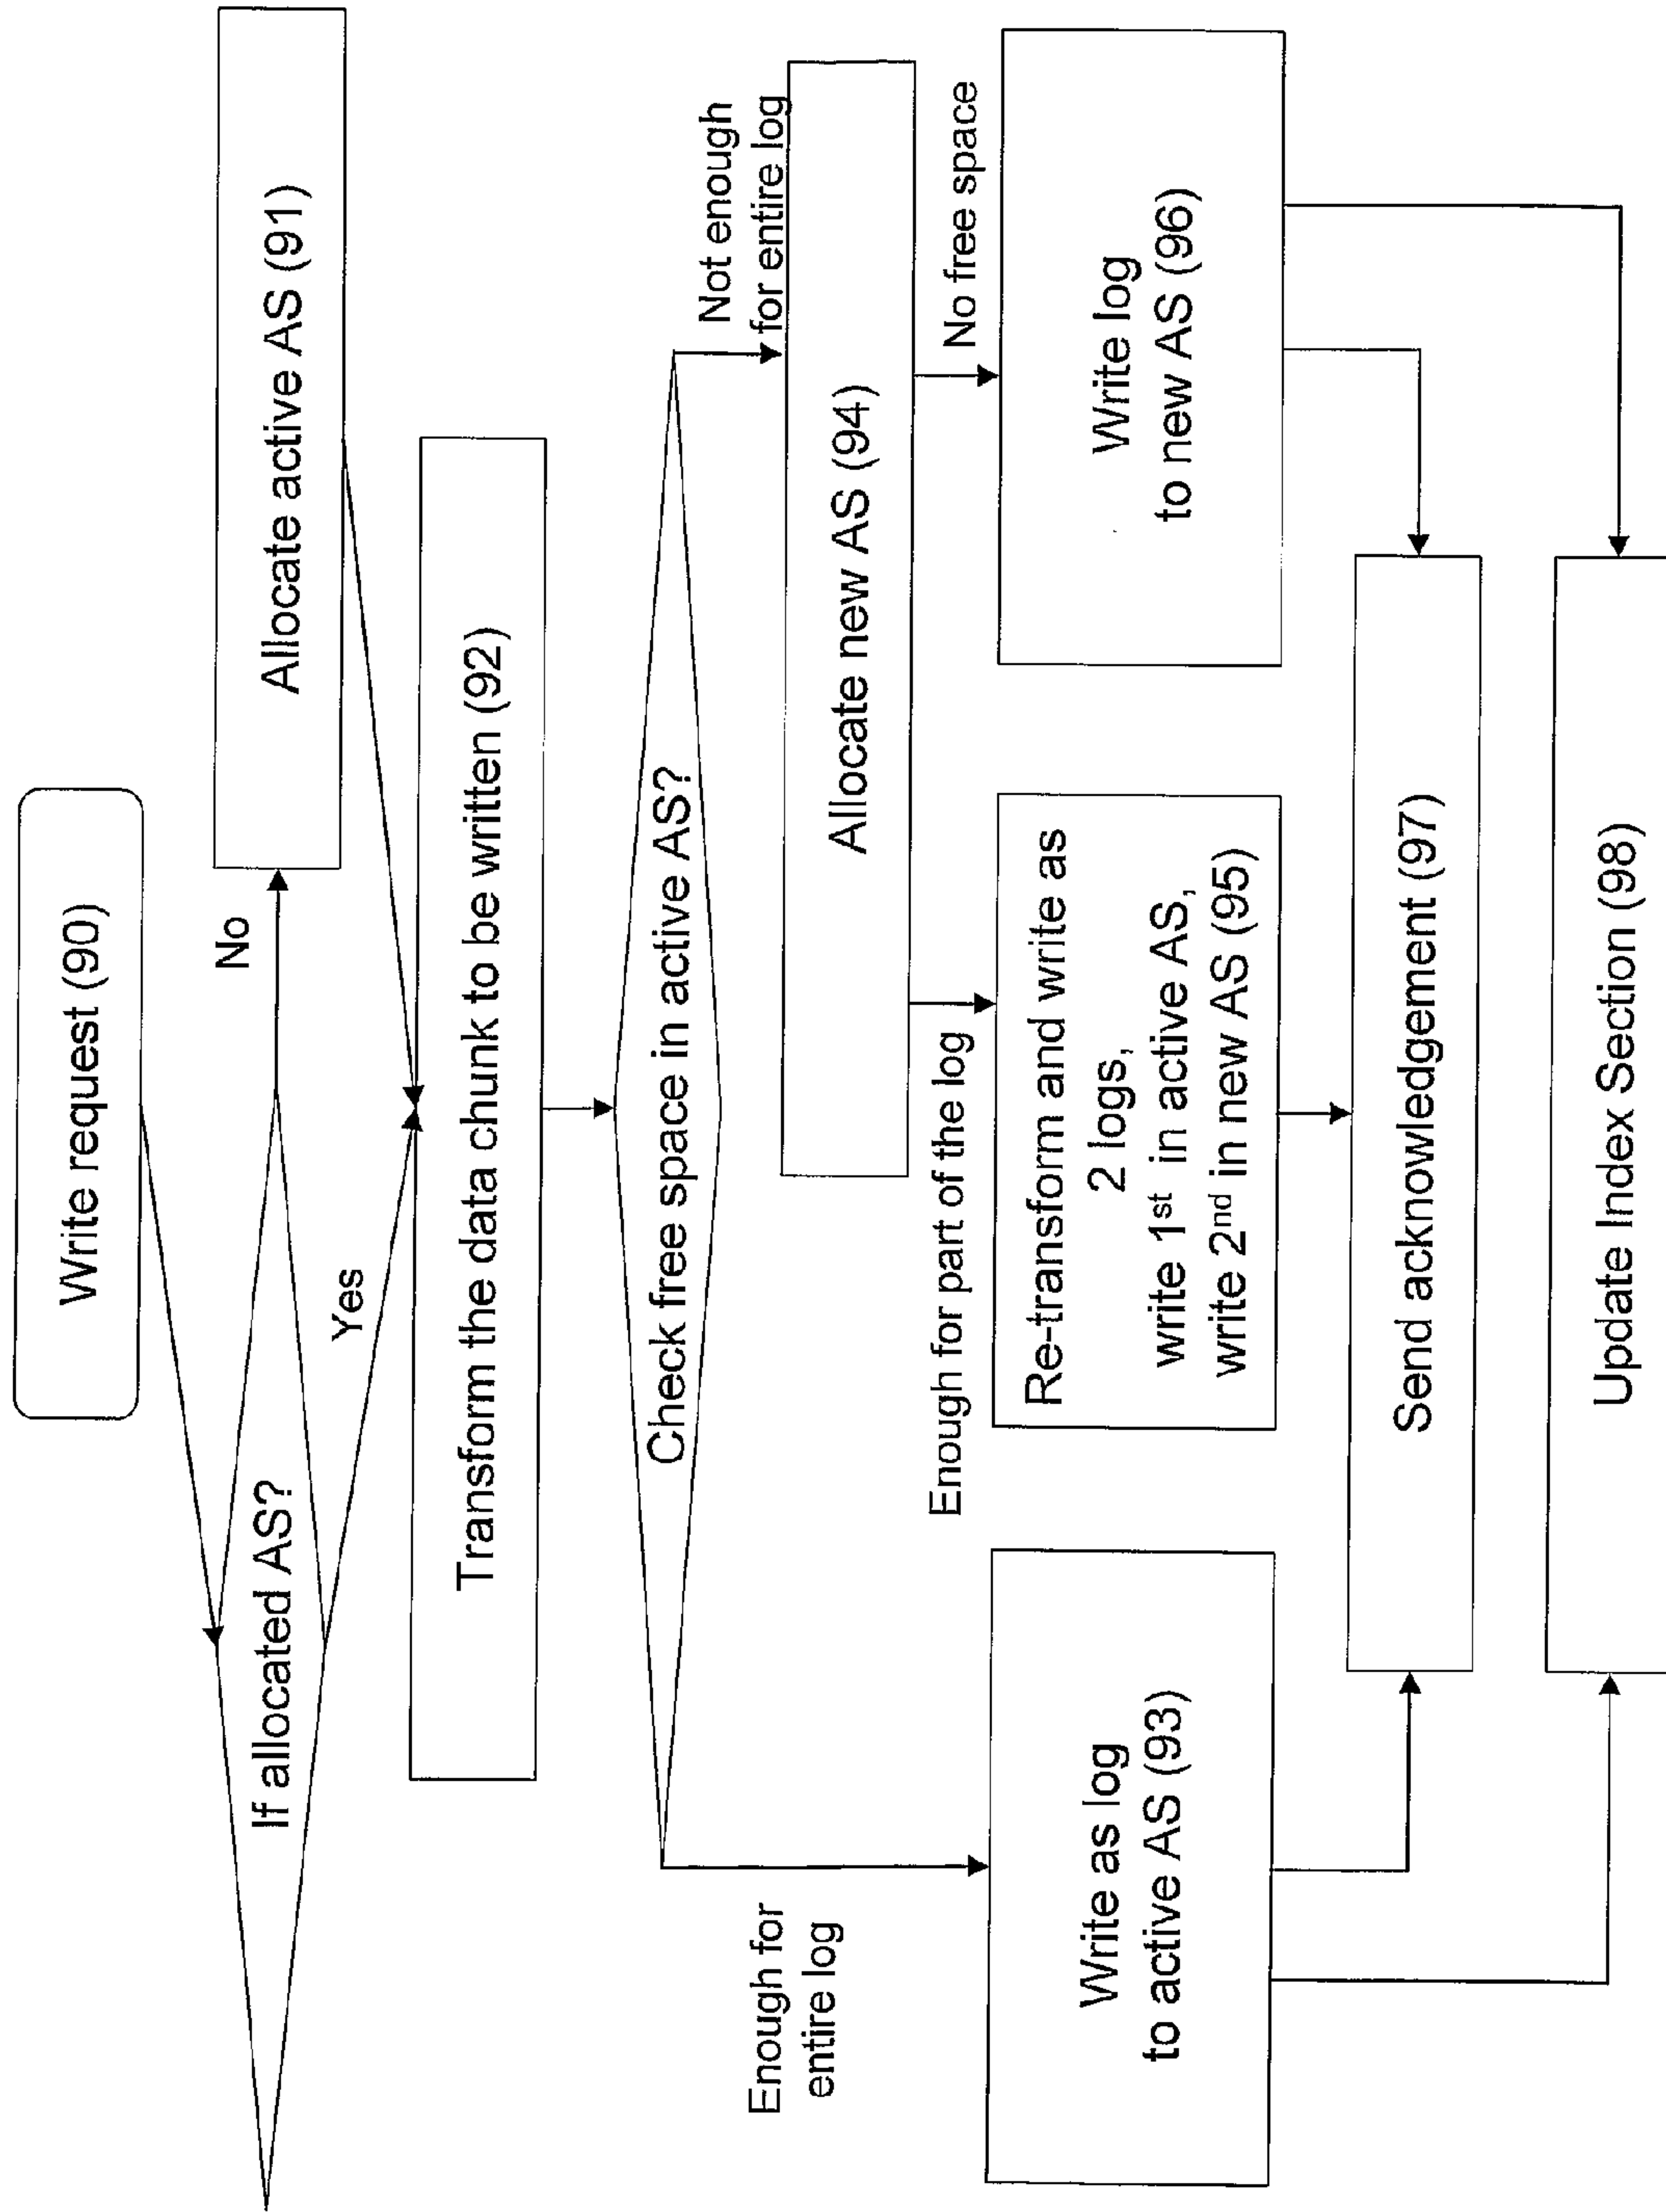 Write request (90)
If allocated AS?
No
Allocate active AS (91)
Yes
Transform the data chunk to be written (92)
Check free space in active AS?
Enough for
entire log
Not enough
for entire log
Allocate new AS (94)
Enough for part of the log
No free space
Write as log
to active AS (93)
Re-transform and write as
2 logs,
write 1st in active AS,
write 2nd in new AS (95)
Write log
to new AS (96)
Send acknowledgement (97)
Update Index Section (98)